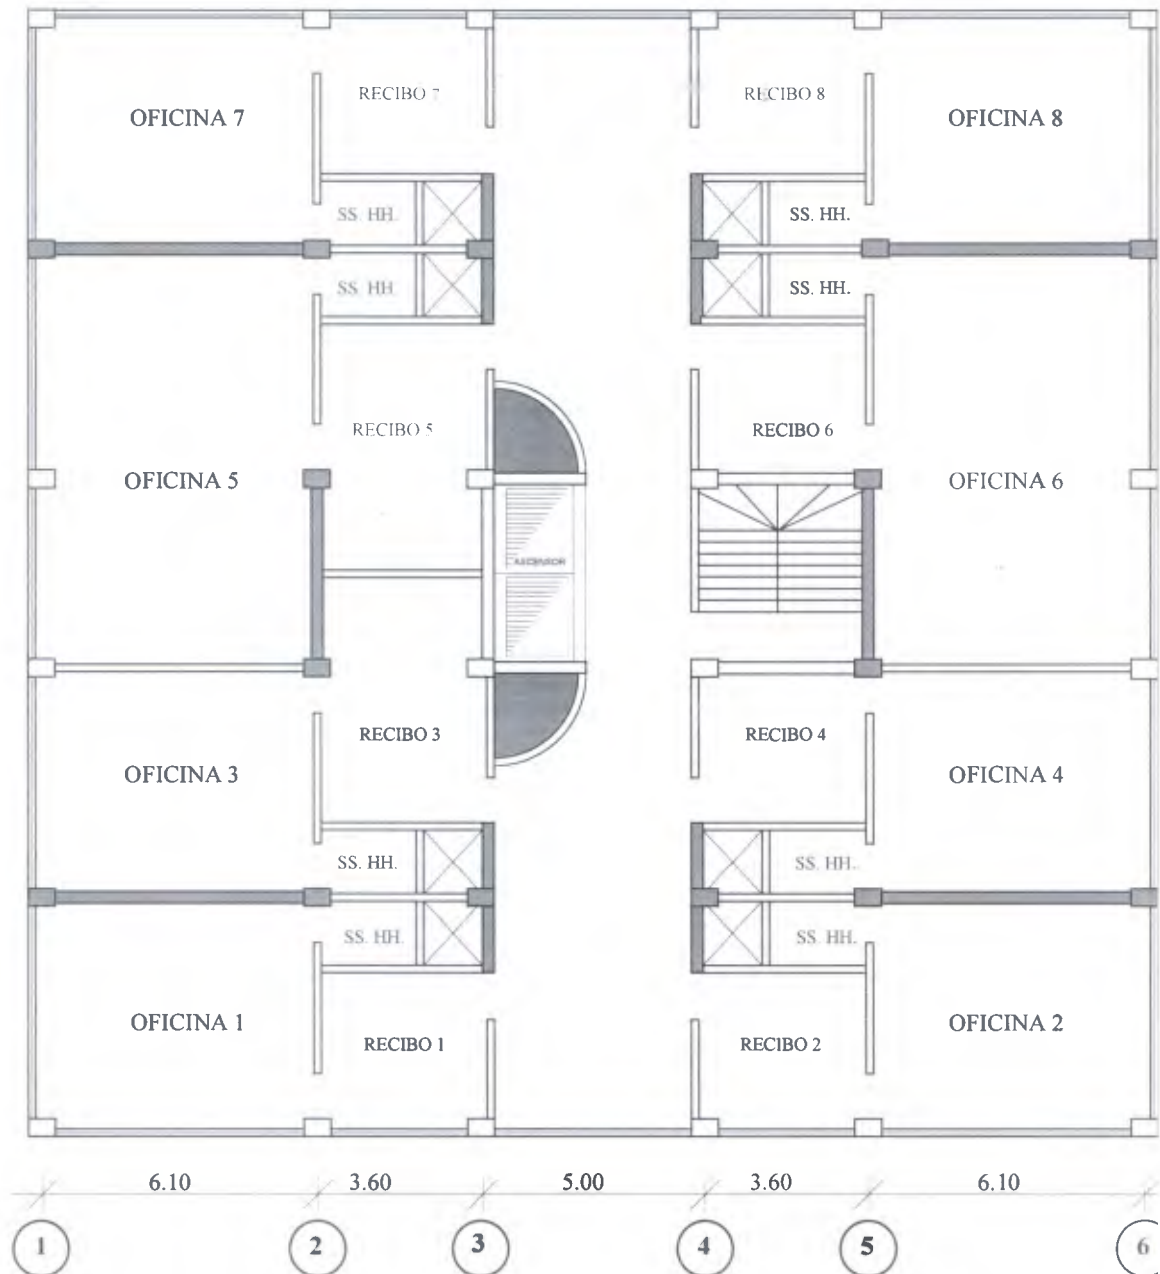 OFICINA 7
RECIBO 7
RECIBO 8
OFICINA 8
SS. HH.
SS. HH.
SS. HH.
SS. HH.
RECIBO 5
RECIBO 6
OFICINA 5
OFICINA 6
ASCENSOR
RECIBO 3
RECIBO 4
OFICINA 3
OFICINA 4
SS. HH.
SS. HH.
SS. HH.
SS. HH.
OFICINA 1
RECIBO 1
RECIBO 2
OFICINA 2
6.10 3.60 5.00 3.60 6.10
1 2 3 4 5 6